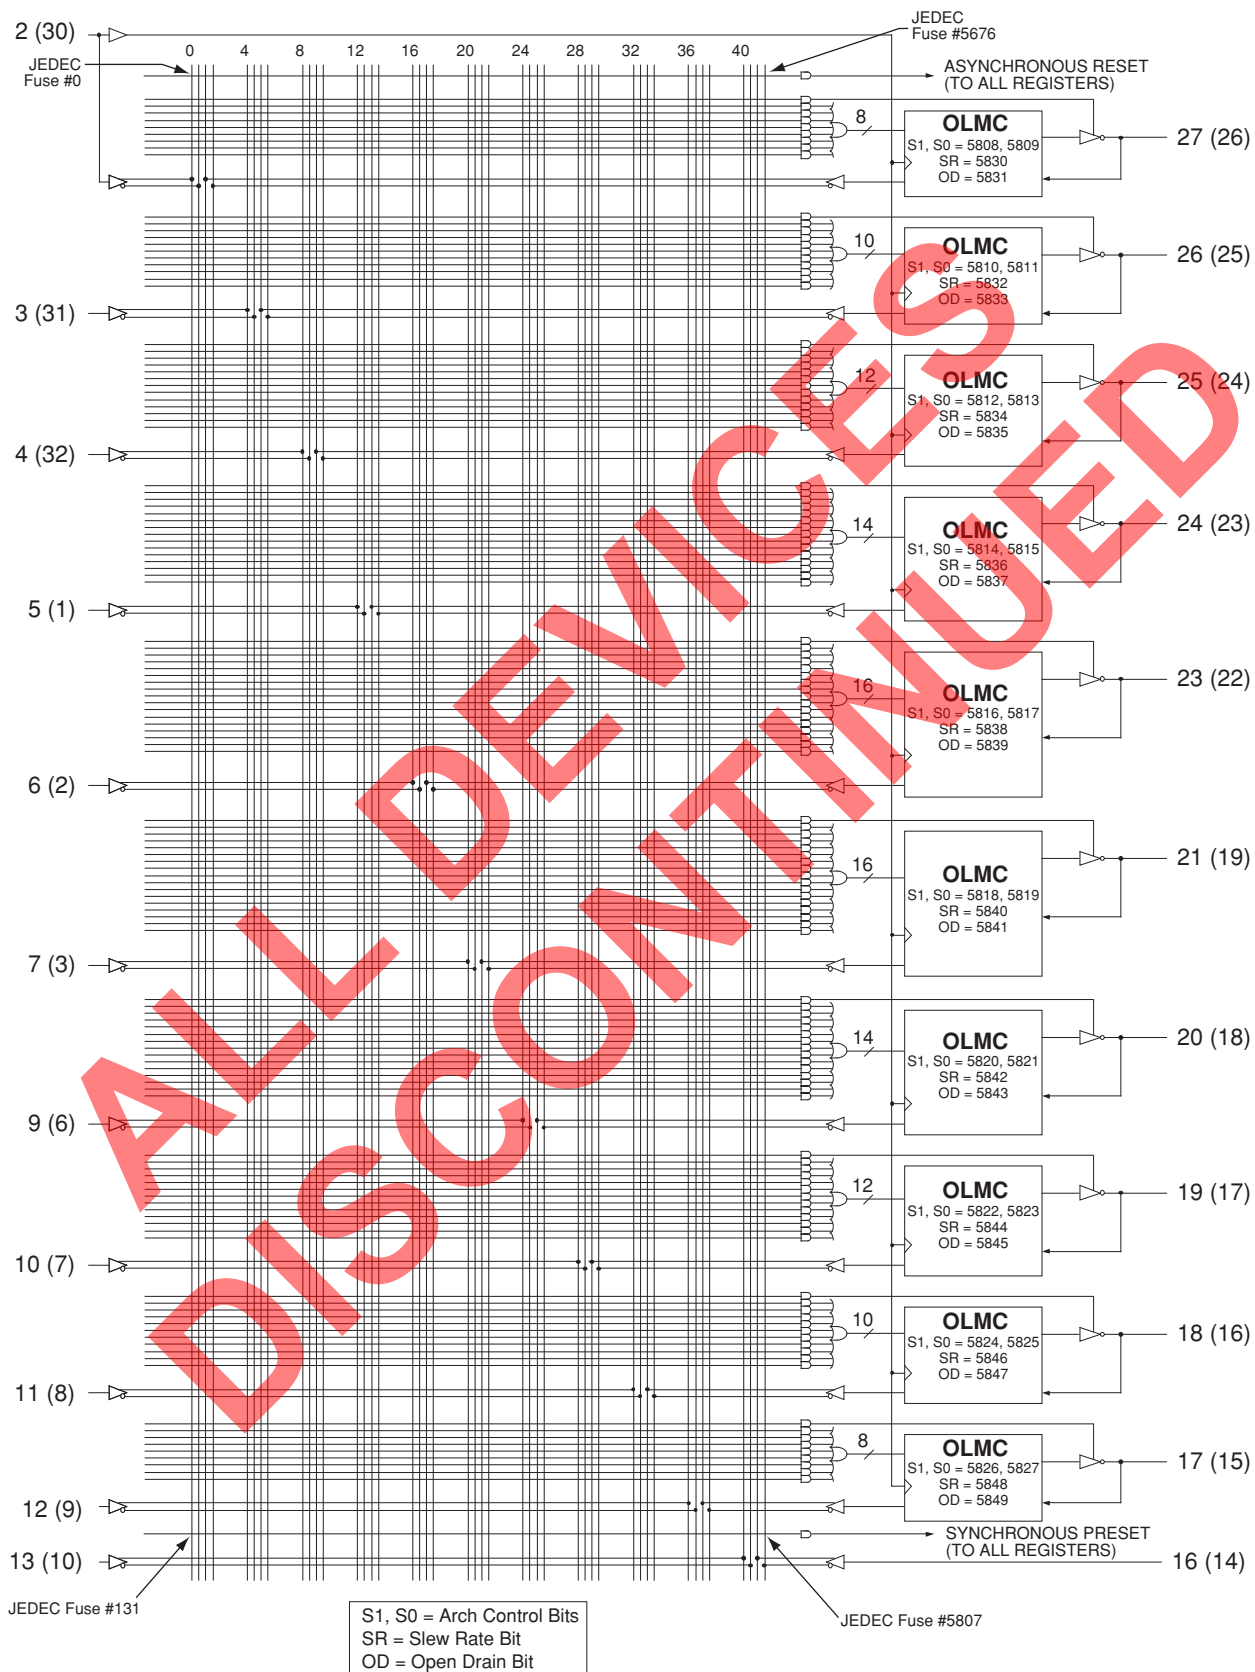 2 (30)
JEDEC
Fuse #0
0 4 8 12 16 20 24 28 32 36 40
JEDEC
Fuse #5676
ASYNCHRONOUS RESET
(TO ALL REGISTERS)
8
OLMC
S1, S0 = 5808, 5809
SR = 5830
OD = 5831
27 (26)
10
OLMC
S1, S0 = 5810, 5811
SR = 5832
OD = 5833
26 (25)
3 (31)
12
OLMC
S1, S0 = 5812, 5813
SR = 5834
OD = 5835
25 (24)
4 (32)
14
OLMC
S1, S0 = 5814, 5815
SR = 5836
OD = 5837
24 (23)
5 (1)
16
OLMC
S1, S0 = 5816, 5817
SR = 5838
OD = 5839
23 (22)
6 (2)
16
OLMC
S1, S0 = 5818, 5819
SR = 5840
OD = 5841
21 (19)
7 (3)
14
OLMC
S1, S0 = 5820, 5821
SR = 5842
OD = 5843
20 (18)
9 (6)
12
OLMC
S1, S0 = 5822, 5823
SR = 5844
OD = 5845
19 (17)
10 (7)
10
OLMC
S1, S0 = 5824, 5825
SR = 5846
OD = 5847
18 (16)
11 (8)
8
OLMC
S1, S0 = 5826, 5827
SR = 5848
OD = 5849
17 (15)
12 (9)
SYNCHRONOUS PRESET
(TO ALL REGISTERS)
13 (10)
16 (14)
JEDEC Fuse #131
JEDEC Fuse #5807
S1, S0 = Arch Control Bits
SR = Slew Rate Bit
OD = Open Drain Bit
ALL DEVICES
DISCONTINUED